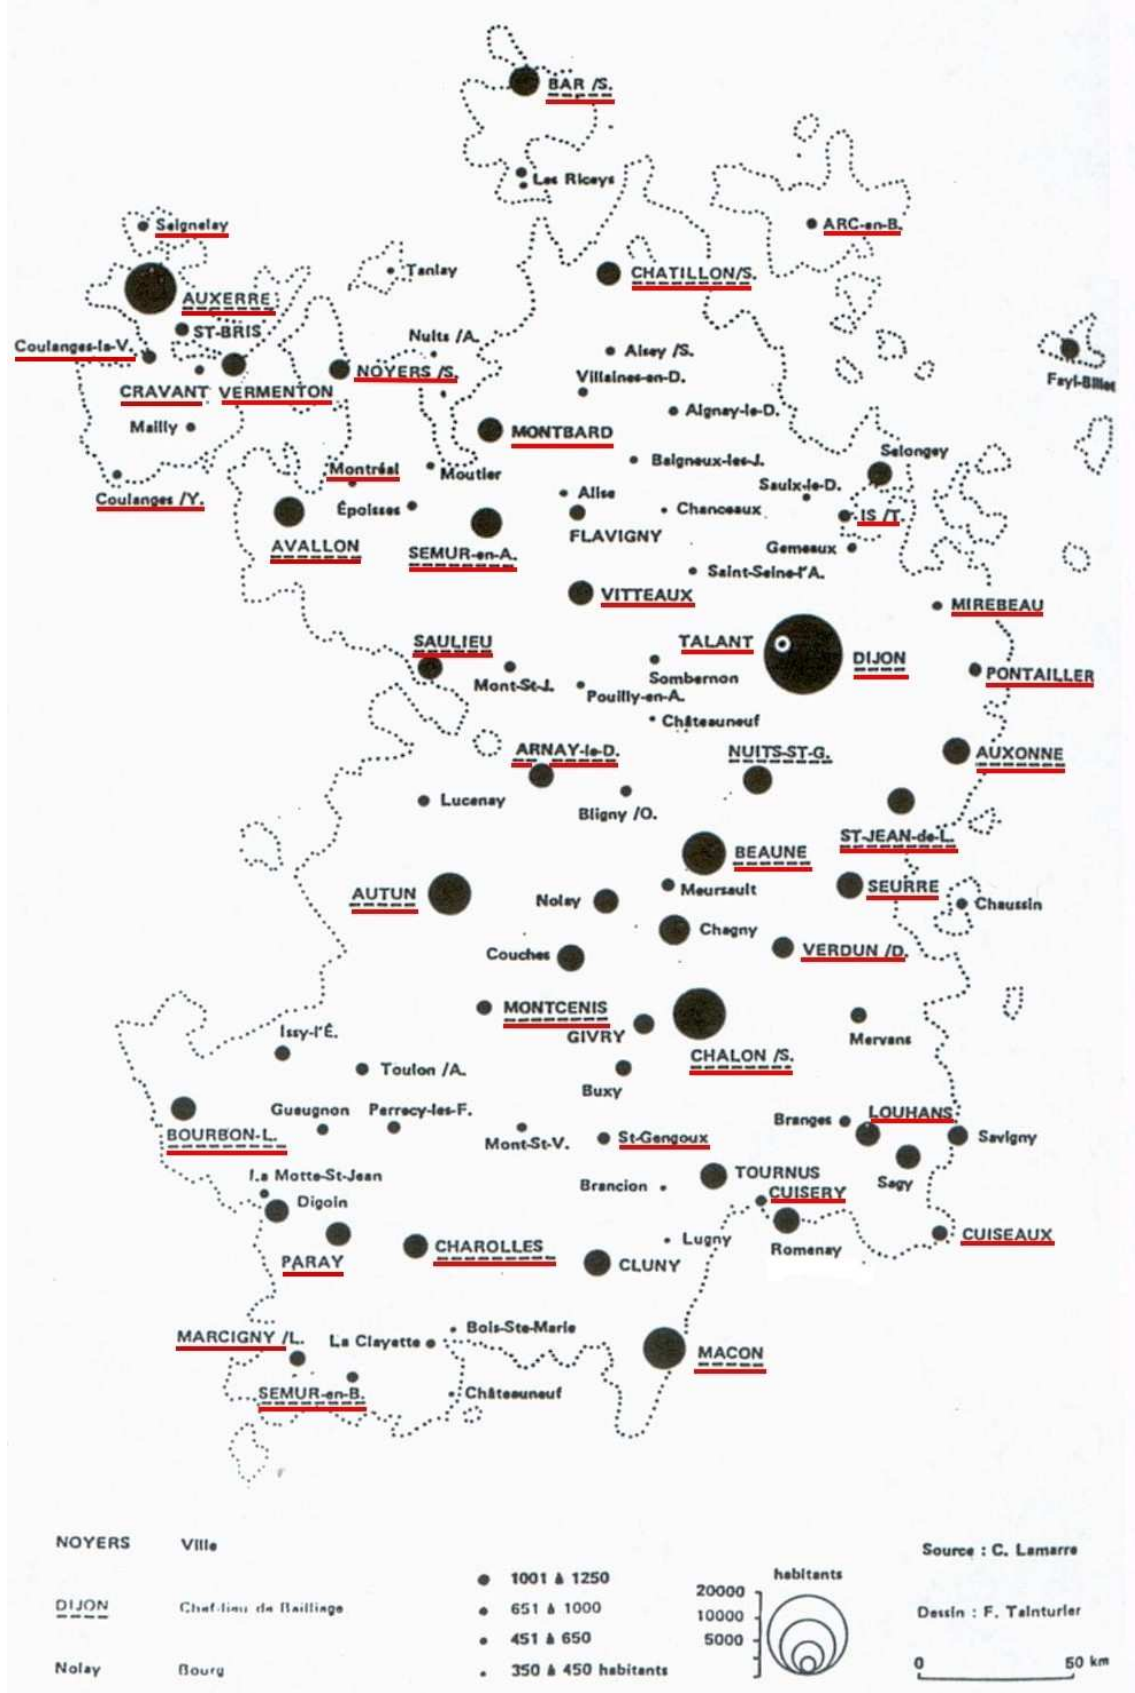 BAR /S.
Les Riceys
Seignelay
ARC-en-B.
Tanlay
CHATILLON/S.
AUXERRE
ST-BRIS
Nuits /A.
Coulanges-la-V.
Aisey /S.
NOYERS /S.
Villaines-en-D.
Fayl-Billot
CRAVANT
VERMENTON
Aignay-le-D.
Mailly
MONTBARD
Selongey
Baigneux-les-J.
Montréal
Moutier
Saulx-le-D.
Coulanges /Y.
Alise
Époisses
Chanceaux
IS /T.
FLAVIGNY
AVALLON
SEMUR-en-A.
Gemeaux
Saint-Seine-l'A.
VITTEAUX
MIREBEAU
SAULIEU
TALANT
DIJON
Mont-St-J.
Sombernon
PONTAILLER
Pouilly-en-A.
Châteauneuf
ARNAY-le-D.
NUITS-ST-G.
AUXONNE
Lucenay
Bligny /O.
ST-JEAN-de-L.
BEAUNE
AUTUN
Nolay
Meursault
SEURRE
Chaussin
Chagny
Couches
VERDUN /D.
MONTCENIS
GIVRY
Issy-l'É.
Mervans
CHALON /S.
Toulon /A.
Buxy
Gueugnon
Perrecy-les-F.
Branges
LOUHANS
BOURBON-L.
Mont-St-V.
St-Gengoux
Savigny
La Motte-St-Jean
TOURNUS
Sagy
Brancion
CUISERY
Digoin
Lugny
CUISEAUX
CHAROLLES
Romenay
PARAY
CLUNY
Bois-Ste-Marie
MARCIGNY /L.
La Clayette
MACON
SEMUR-en-B.
Châteauneuf
NOYERS Ville
DIJON Chef-lieu de Bailliage
Nolay Bourg
1001 à 1250
651 à 1000
451 à 650
350 à 450 habitants
habitants
20000
10000
5000
Source : C. Lamarre
Dessin : F. Tainturier
0 50 km